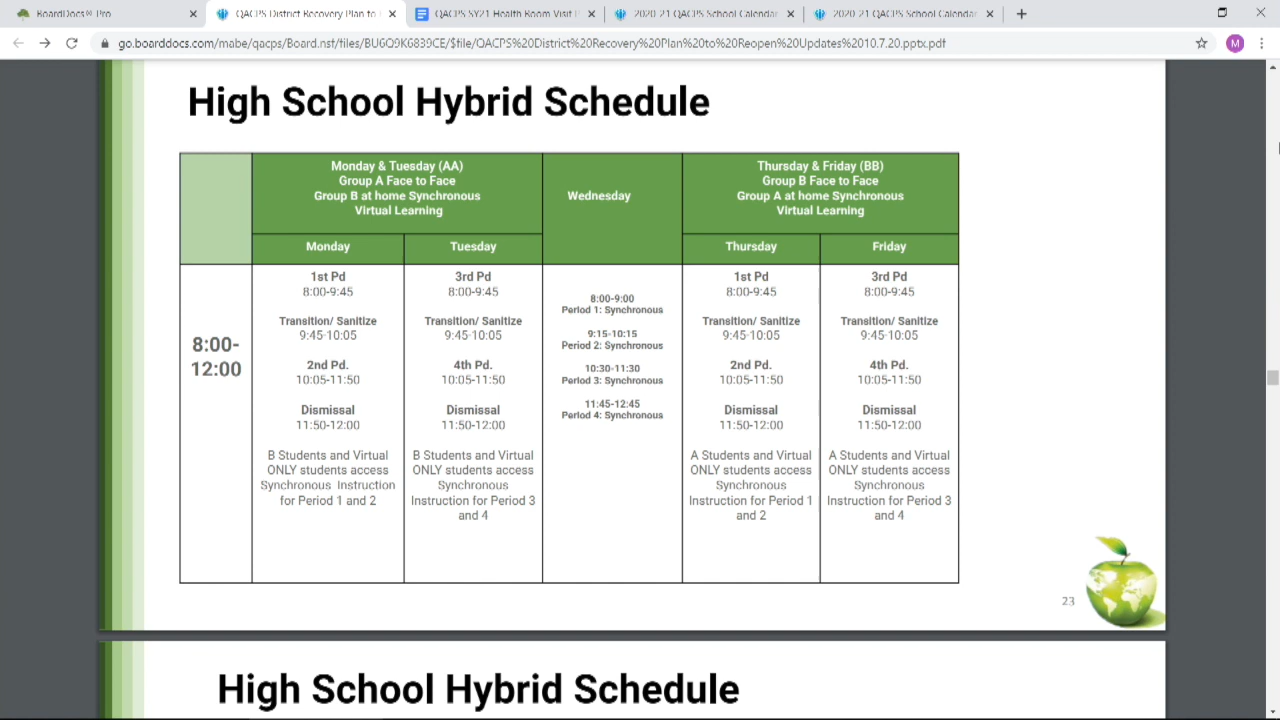 BoardDocs® Pro
QACPS District Recovery Plan to
QACPS SY21 Health Room Visit
2020-21 QACPS School Calendar
2020-21 QACPS School Calendar
go.boarddocs.com/mabe/qacps/Board.nsf/files/BU6Q9K6839CE/$file/QACPS%20District%20Recovery%20Plan%20to%20Reopen%20Updates%2010.7.20.pptx.pdf
M
High School Hybrid Schedule
Monday & Tuesday (AA)
Group A Face to Face
Group B at home Synchronous
Virtual Learning
Wednesday
Thursday & Friday (BB)
Group B Face to Face
Group A at home Synchronous
Virtual Learning
Monday
Tuesday
Thursday
Friday
8:00-
12:00
1st Pd
8:00-9:45
Transition/ Sanitize
9:45-10:05
2nd Pd.
10:05-11:50
Dismissal
11:50-12:00
B Students and Virtual
ONLY students access
Synchronous Instruction
for Period 1 and 2
3rd Pd
8:00-9:45
Transition/ Sanitize
9:45-10:05
4th Pd.
10:05-11:50
Dismissal
11:50-12:00
B Students and Virtual
ONLY students access
Synchronous
Instruction for Period 3
and 4
8:00-9:00
Period 1: Synchronous
9:15-10:15
Period 2: Synchronous
10:30-11:30
Period 3: Synchronous
11:45-12:45
Period 4: Synchronous
1st Pd
8:00-9:45
Transition/ Sanitize
9:45-10:05
2nd Pd.
10:05-11:50
Dismissal
11:50-12:00
A Students and Virtual
ONLY students access
Synchronous
Instruction for Period 1
and 2
3rd Pd
8:00-9:45
Transition/ Sanitize
9:45-10:05
4th Pd.
10:05-11:50
Dismissal
11:50-12:00
A Students and Virtual
ONLY students access
Synchronous
Instruction for Period 3
and 4
23
High School Hybrid Schedule